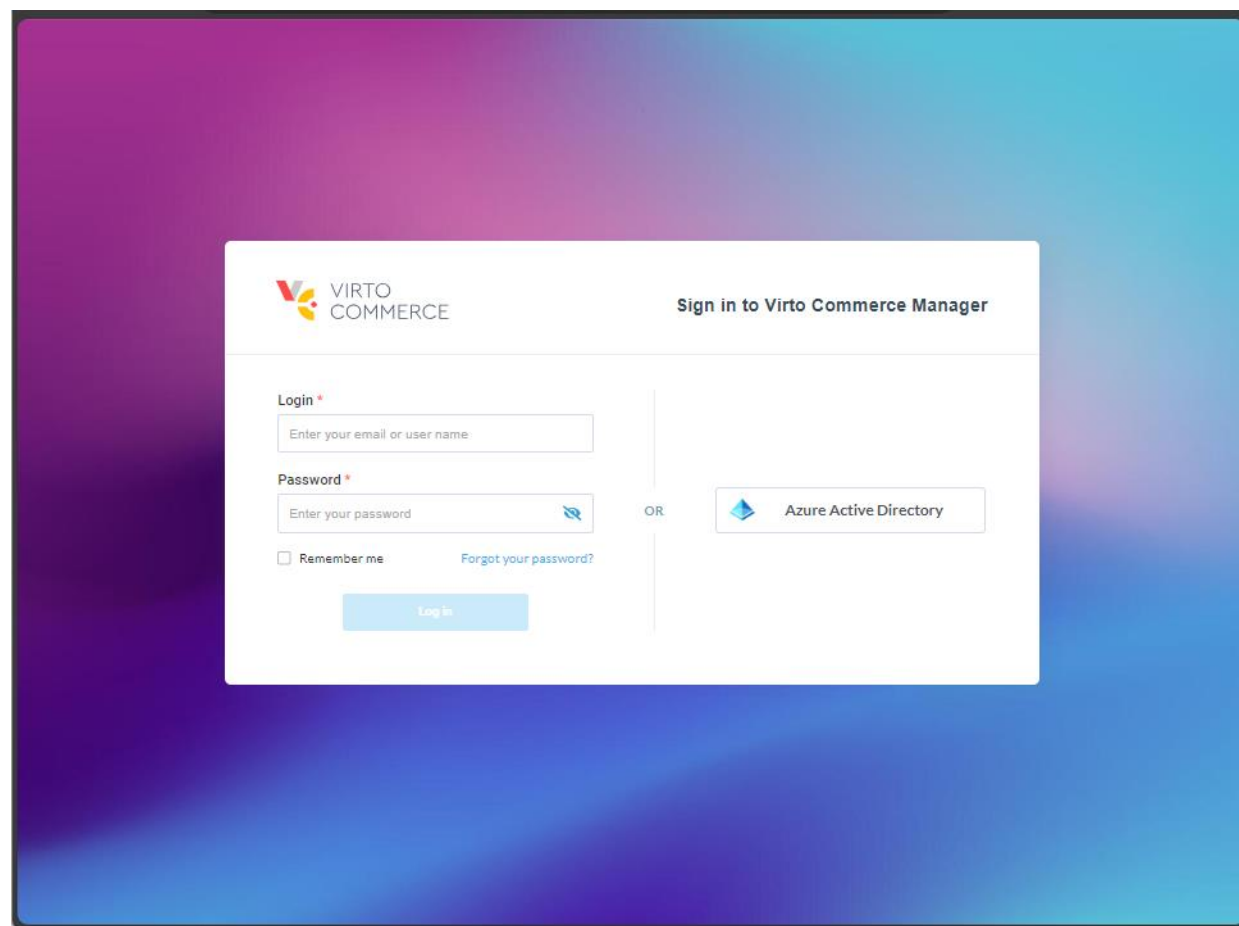 VIRTO
COMMERCE
Sign in to Virto Commerce Manager
Login *
Enter your email or user name
Password *
Enter your password
OR
Azure Active Directory
Remember me
Forgot your password?
Log in